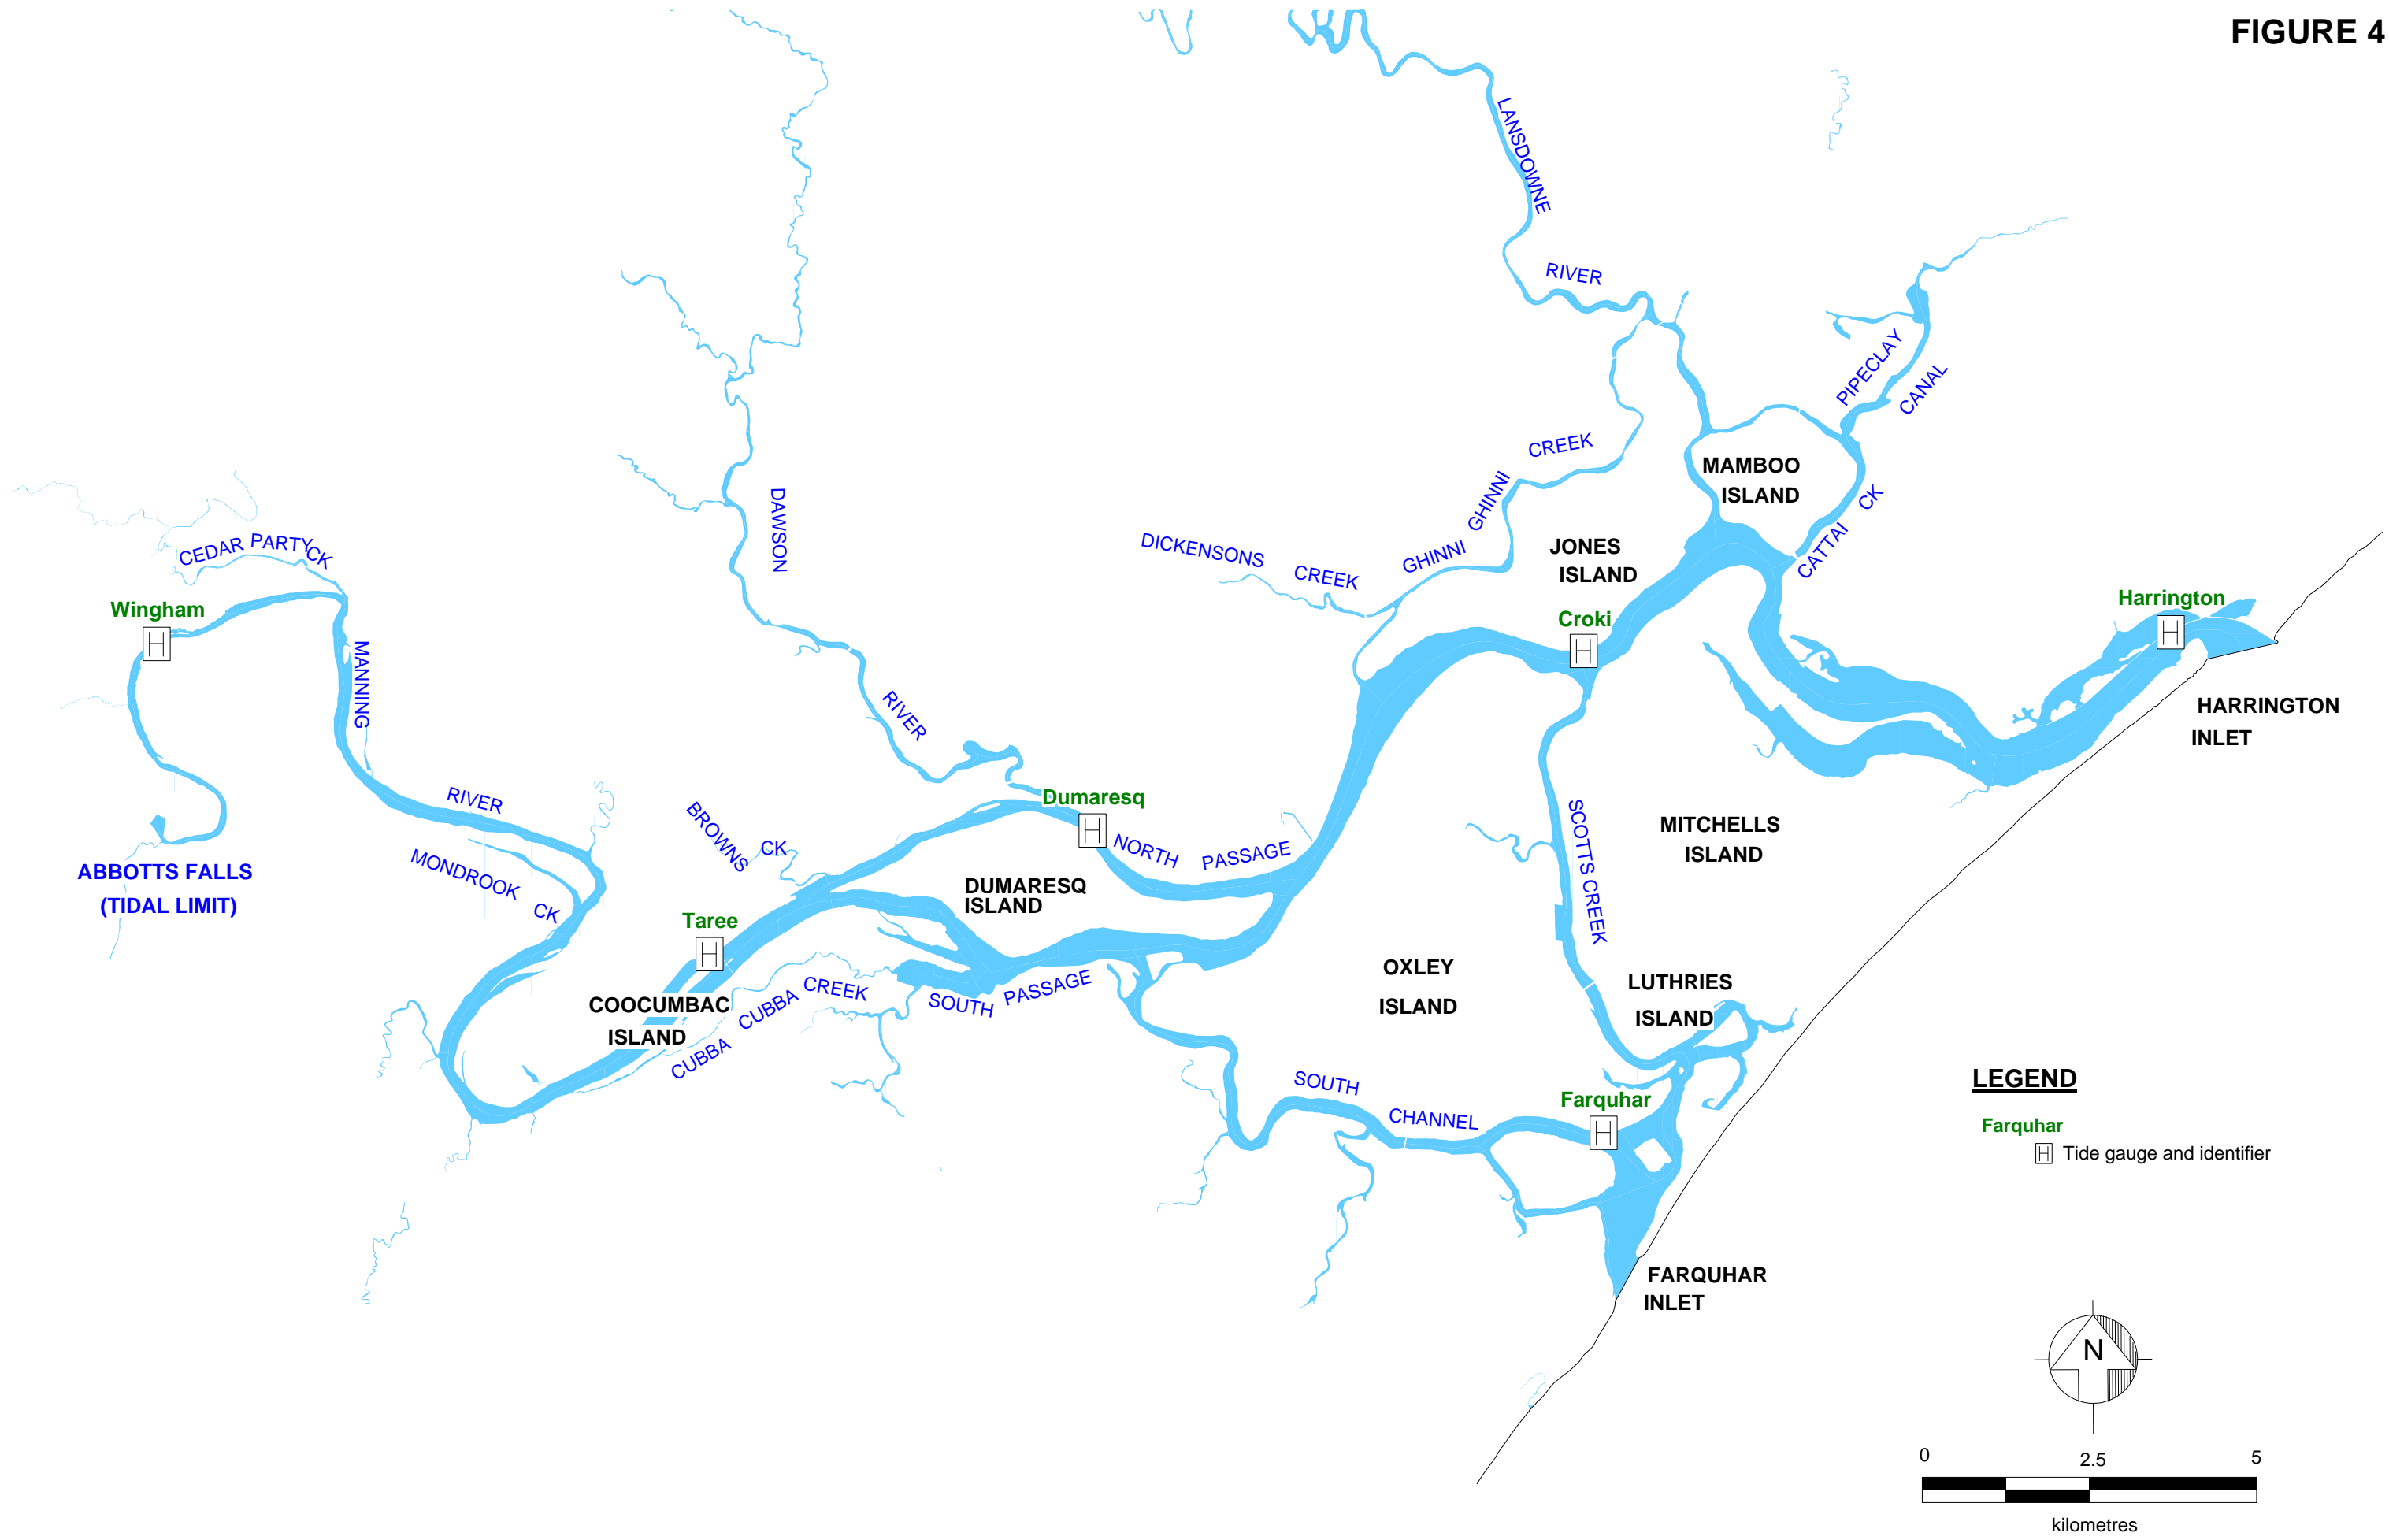 FIGURE 4
LANSDOWNE
RIVER
PIPECLAY
CANAL
GHINNI
GHINNI
CREEK
MAMBOO
ISLAND
CATTAI
CK
DAWSON
RIVER
CEDAR PARTY CK
DICKENSONS
CREEK
JONES
ISLAND
Wingham
Croki
Harrington
MANNING
RIVER
HARRINGTON
INLET
Dumaresq
BROWNS
CK
NORTH
PASSAGE
SCOTTS CREEK
MITCHELLS
ISLAND
MONDROOK
CK
ABBOTTS FALLS
(TIDAL LIMIT)
DUMARESQ
ISLAND
Taree
COOCUMBAC
ISLAND
CUBBA
CUBBA
CREEK
SOUTH
PASSAGE
OXLEY
ISLAND
LUTHRIES
ISLAND
SOUTH
CHANNEL
Farquhar
LEGEND
Farquhar
H Tide gauge and identifier
FARQUHAR
INLET
N
0 2.5 5
kilometres
H
H
H
H
H
H